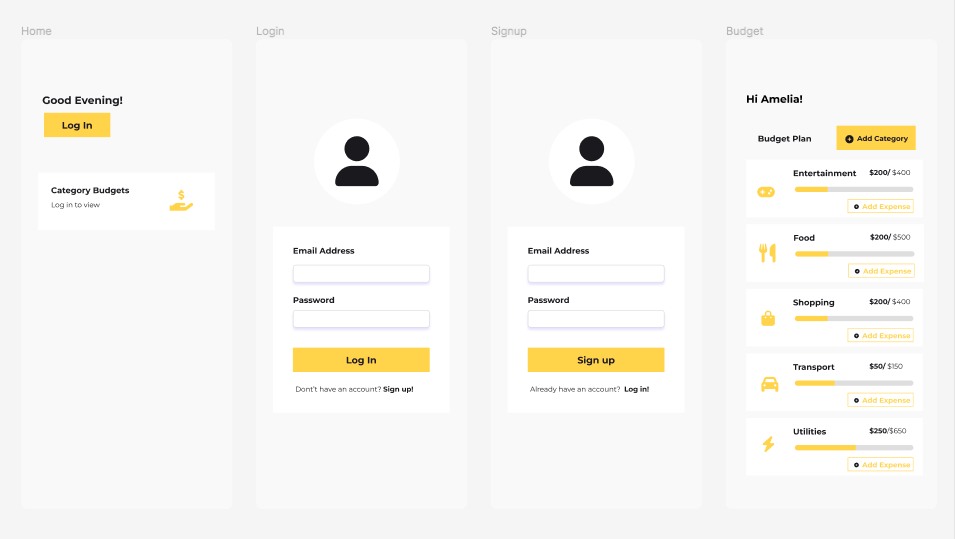 Home
Good Evening!
Log In
Category Budgets
Log in to view
$
Login
Email Address
Password
Log In
Dont't have an account? Sign up!
Signup
Email Address
Password
Sign up
Already have an account? Log in!
Budget
Hi Amelia!
Budget Plan
Add Category
Entertainment $200/ $400
Add Expense
Food $200/ $500
Add Expense
Shopping $200/ $400
Add Expense
Transport $50/ $150
Add Expense
Utilities $250/$650
Add Expense